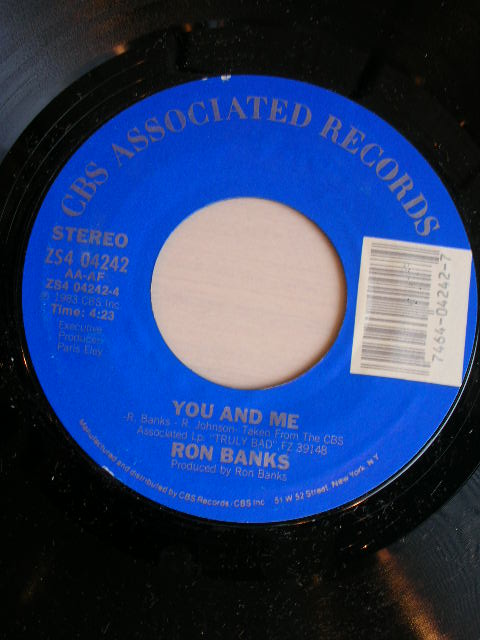 CBS ASSOCIATED RECORDS
STEREO
ZS4 04242
AA-AF
ZS4 04242-4
℗ 1983 CBS Inc.
Time: 4:23
Executive
Producer:
Paris Eley
7464-04242-7
YOU AND ME
-R. Banks - R. Johnson- Taken From The CBS
Associated Lp. "TRULY BAD" FZ 39148
RON BANKS
Produced by Ron Banks
Manufactured and distributed by CBS Records · CBS Inc · 51 W 52 Street, New York, N.Y.